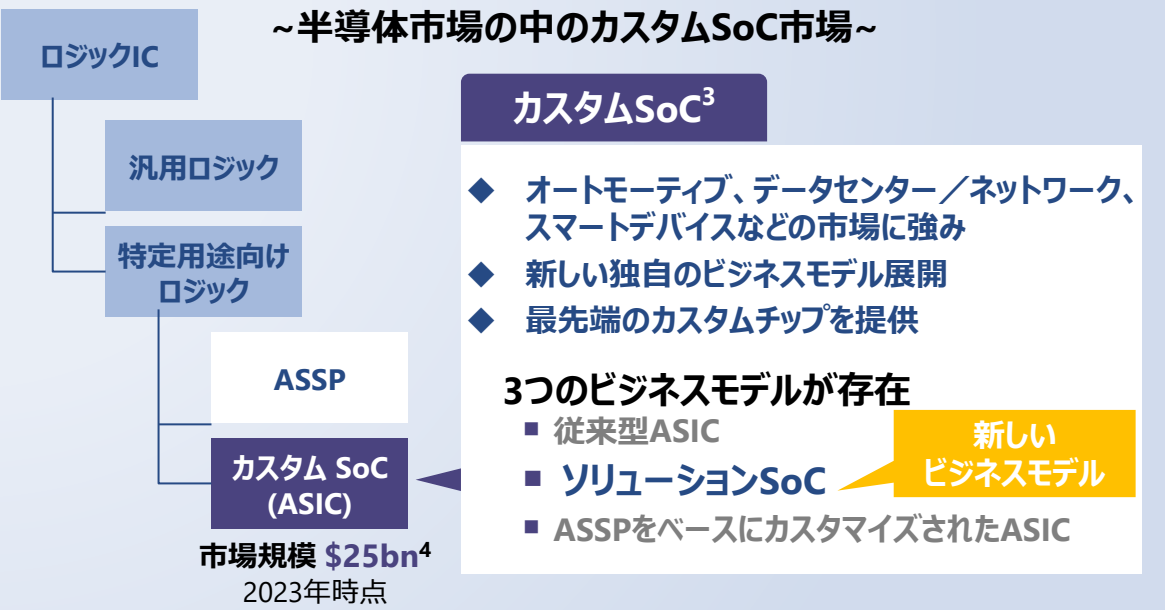 ~半導体市場の中のカスタムSoC市場~
ロジックIC
汎用ロジック
特定用途向け
ロジック
ASSP
カスタム SoC
(ASIC)
市場規模 $25bn⁴
2023年時点
カスタムSoC³
◆ オートモーティブ、データセンター／ネットワーク、
スマートデバイスなどの市場に強み
◆ 新しい独自のビジネスモデル展開
◆ 最先端のカスタムチップを提供
3つのビジネスモデルが存在
■ 従来型ASIC
■ ソリューションSoC
新しい
ビジネスモデル
■ ASSPをベースにカスタマイズされたASIC